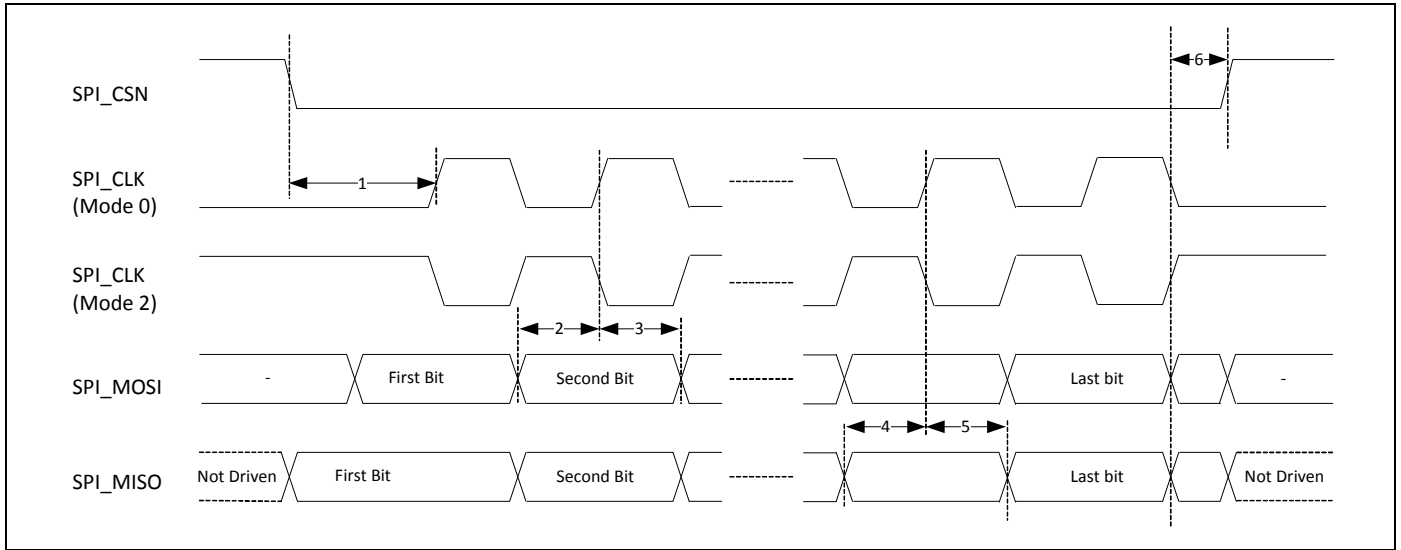 6
SPI_CSN
SPI_CLK
(Mode 0)
1
SPI_CLK
(Mode 2)
2 3
SPI_MOSI - First Bit Second Bit Last bit -
4 5
SPI_MISO Not Driven First Bit Second Bit Last bit Not Driven